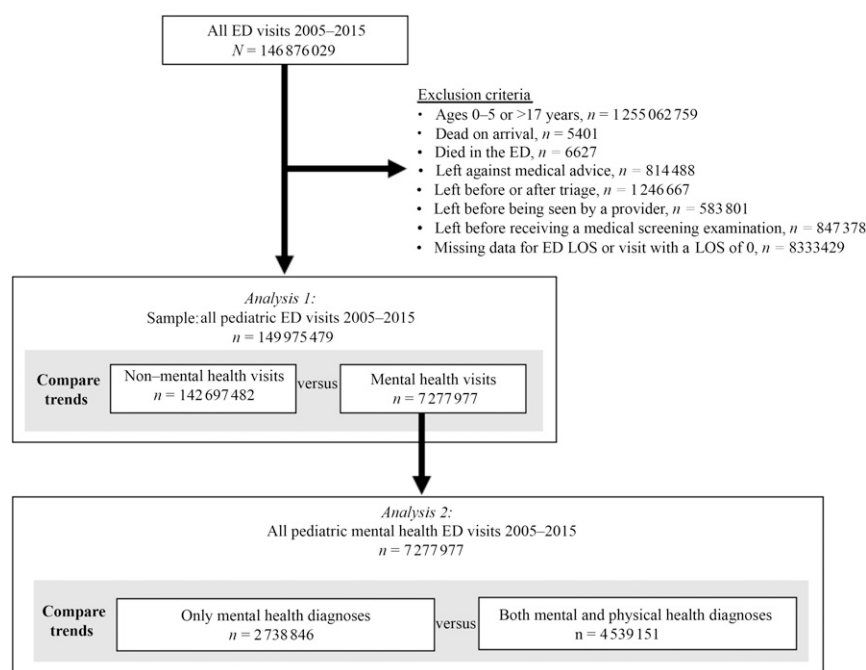 All ED visits 2005–2015
N = 146 876 029
Exclusion criteria
• Ages 0–5 or >17 years, n = 1 255 062 759
• Dead on arrival, n = 5401
• Died in the ED, n = 6627
• Left against medical advice, n = 814 488
• Left before or after triage, n = 1 246 667
• Left before being seen by a provider, n = 583 801
• Left before receiving a medical screening examination, n = 847 378
• Missing data for ED LOS or visit with a LOS of 0, n = 8333429
Analysis 1:
Sample: all pediatric ED visits 2005–2015
n = 149 975 479
Compare trends
Non–mental health visits
n = 142 697 482
versus
Mental health visits
n = 7 277 977
Analysis 2:
All pediatric mental health ED visits 2005–2015
n = 7 277 977
Compare trends
Only mental health diagnoses
n = 2 738 846
versus
Both mental and physical health diagnoses
n = 4 539 151